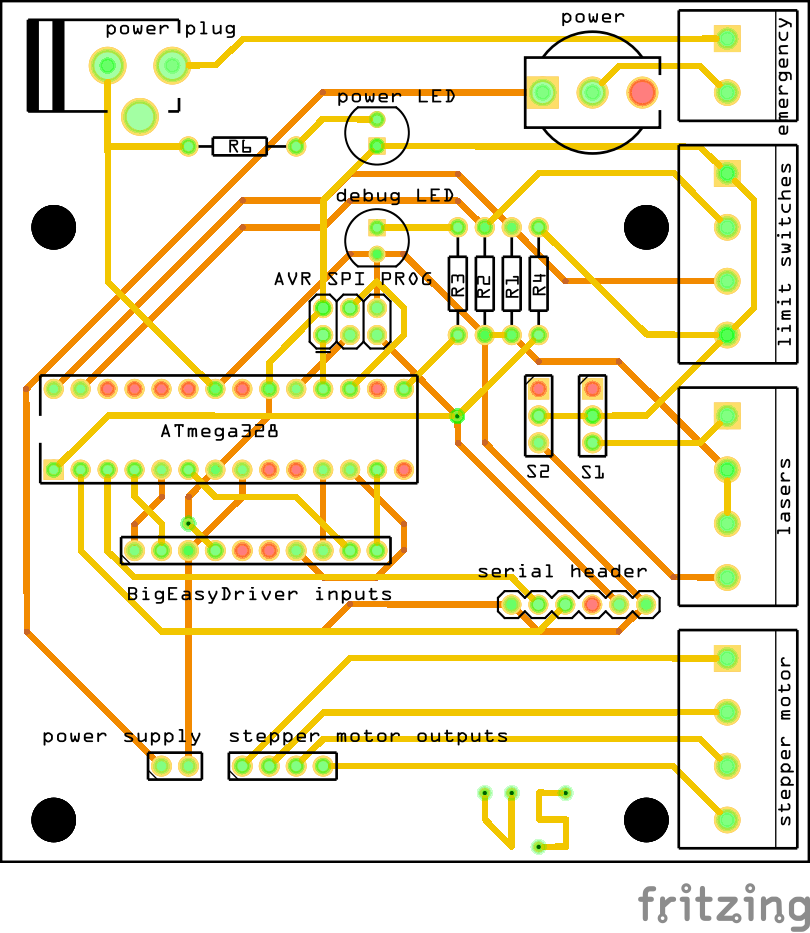 power
power plug
emergency
power LED
R6
limit switches
debug LED
AVR SPI PROG
R3
R2
R1
R4
ATmega328
S2
S1
lasers
serial header
BigEasyDriver inputs
power supply
stepper motor outputs
stepper motor
V5
fritzing